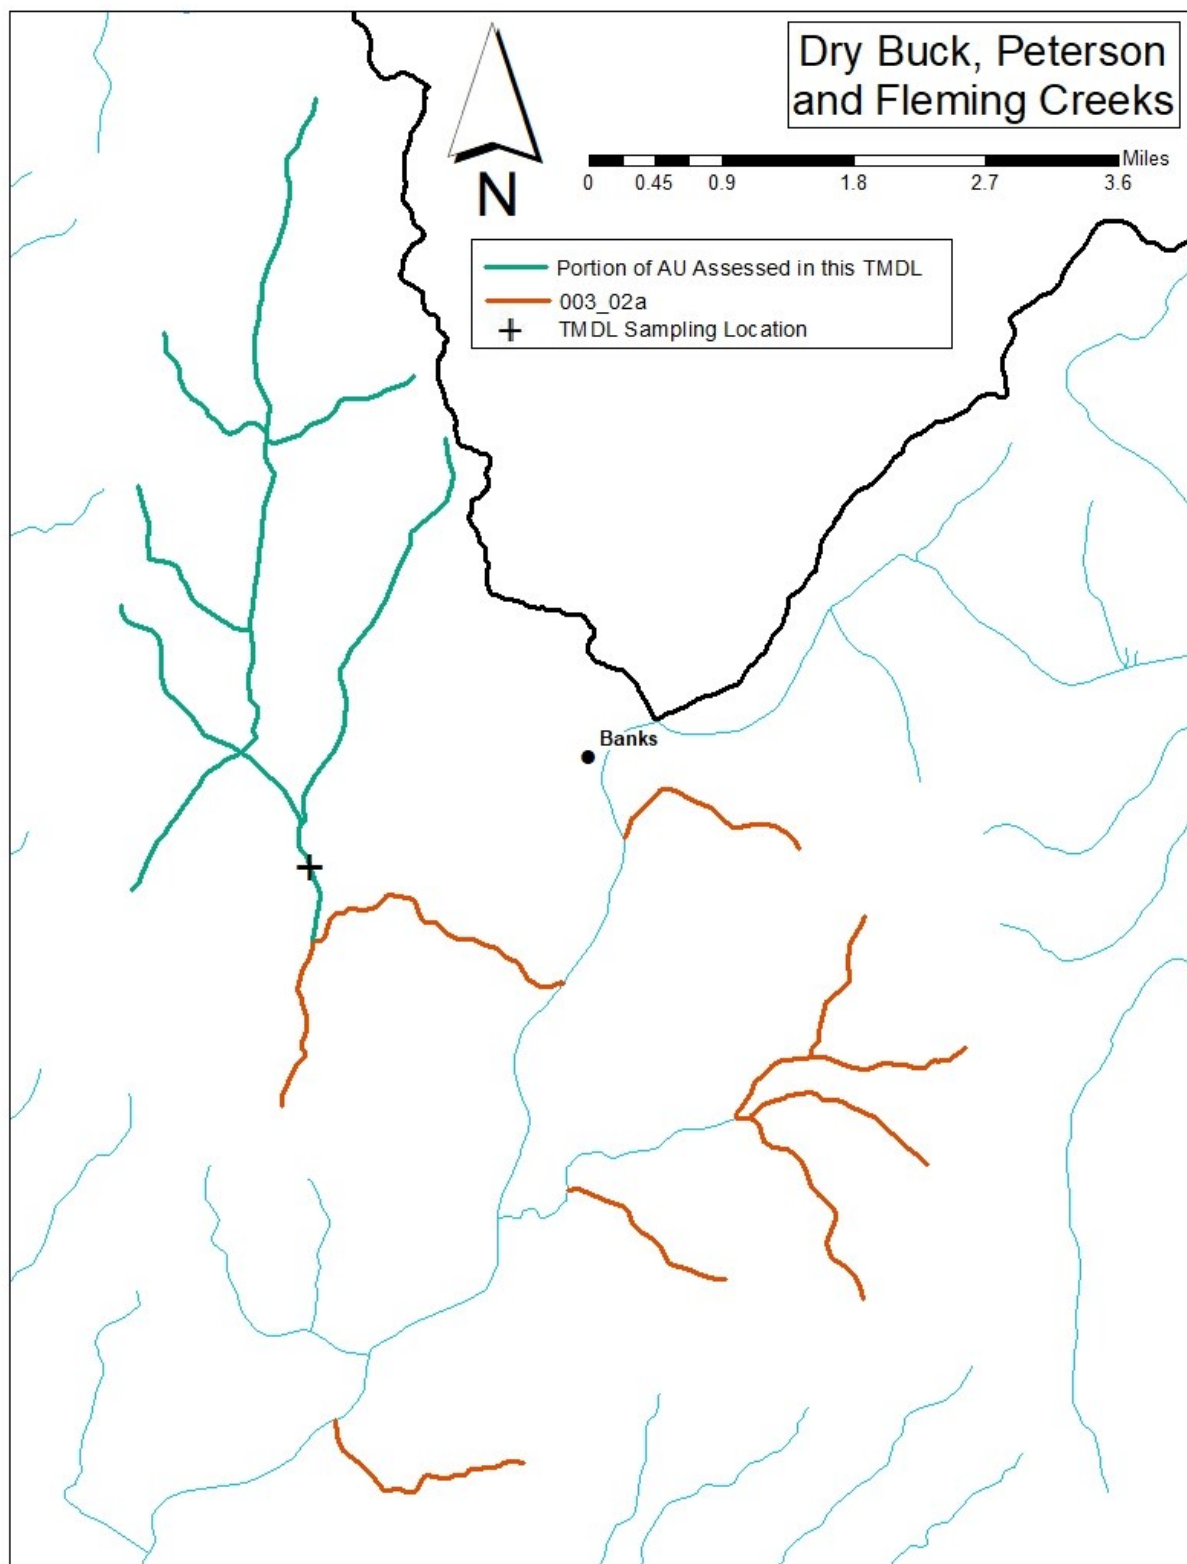 Dry Buck, Peterson
and Fleming Creeks
N
Miles
0 0.45 0.9 1.8 2.7 3.6
Portion of AU Assessed in this TMDL
003_02a
TMDL Sampling Location
Banks